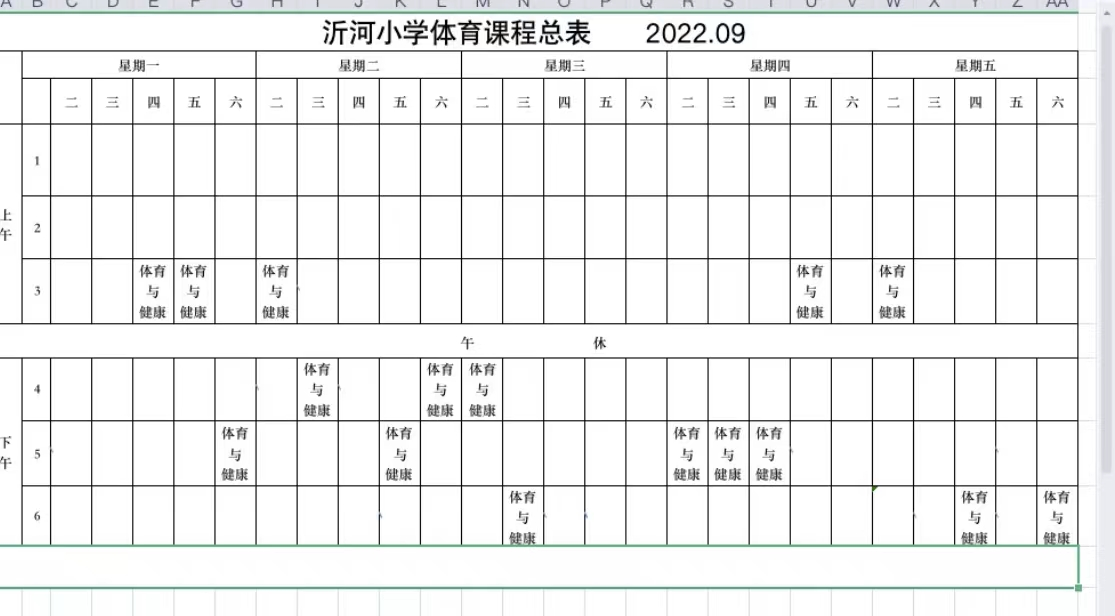 A B C D E F G H I J K L M N O P Q R S T U V W X Y Z AA
沂河小学体育课程总表 2022.09
星期一 星期二 星期三 星期四 星期五
二 三 四 五 六 二 三 四 五 六 二 三 四 五 六 二 三 四 五 六 二 三 四 五 六
1
上
午
2
3 体育 体育 体育 体育 体育
与 与 与 与 与
健康 健康 健康 健康 健康
午 休
4 体育 体育 体育
与 与 与
健康 健康 健康
下
午
5 体育 体育 体育 体育 体育
与 与 与 与 与
健康 健康 健康 健康 健康
6 体育 体育 体育
与 与 与
健康 健康 健康